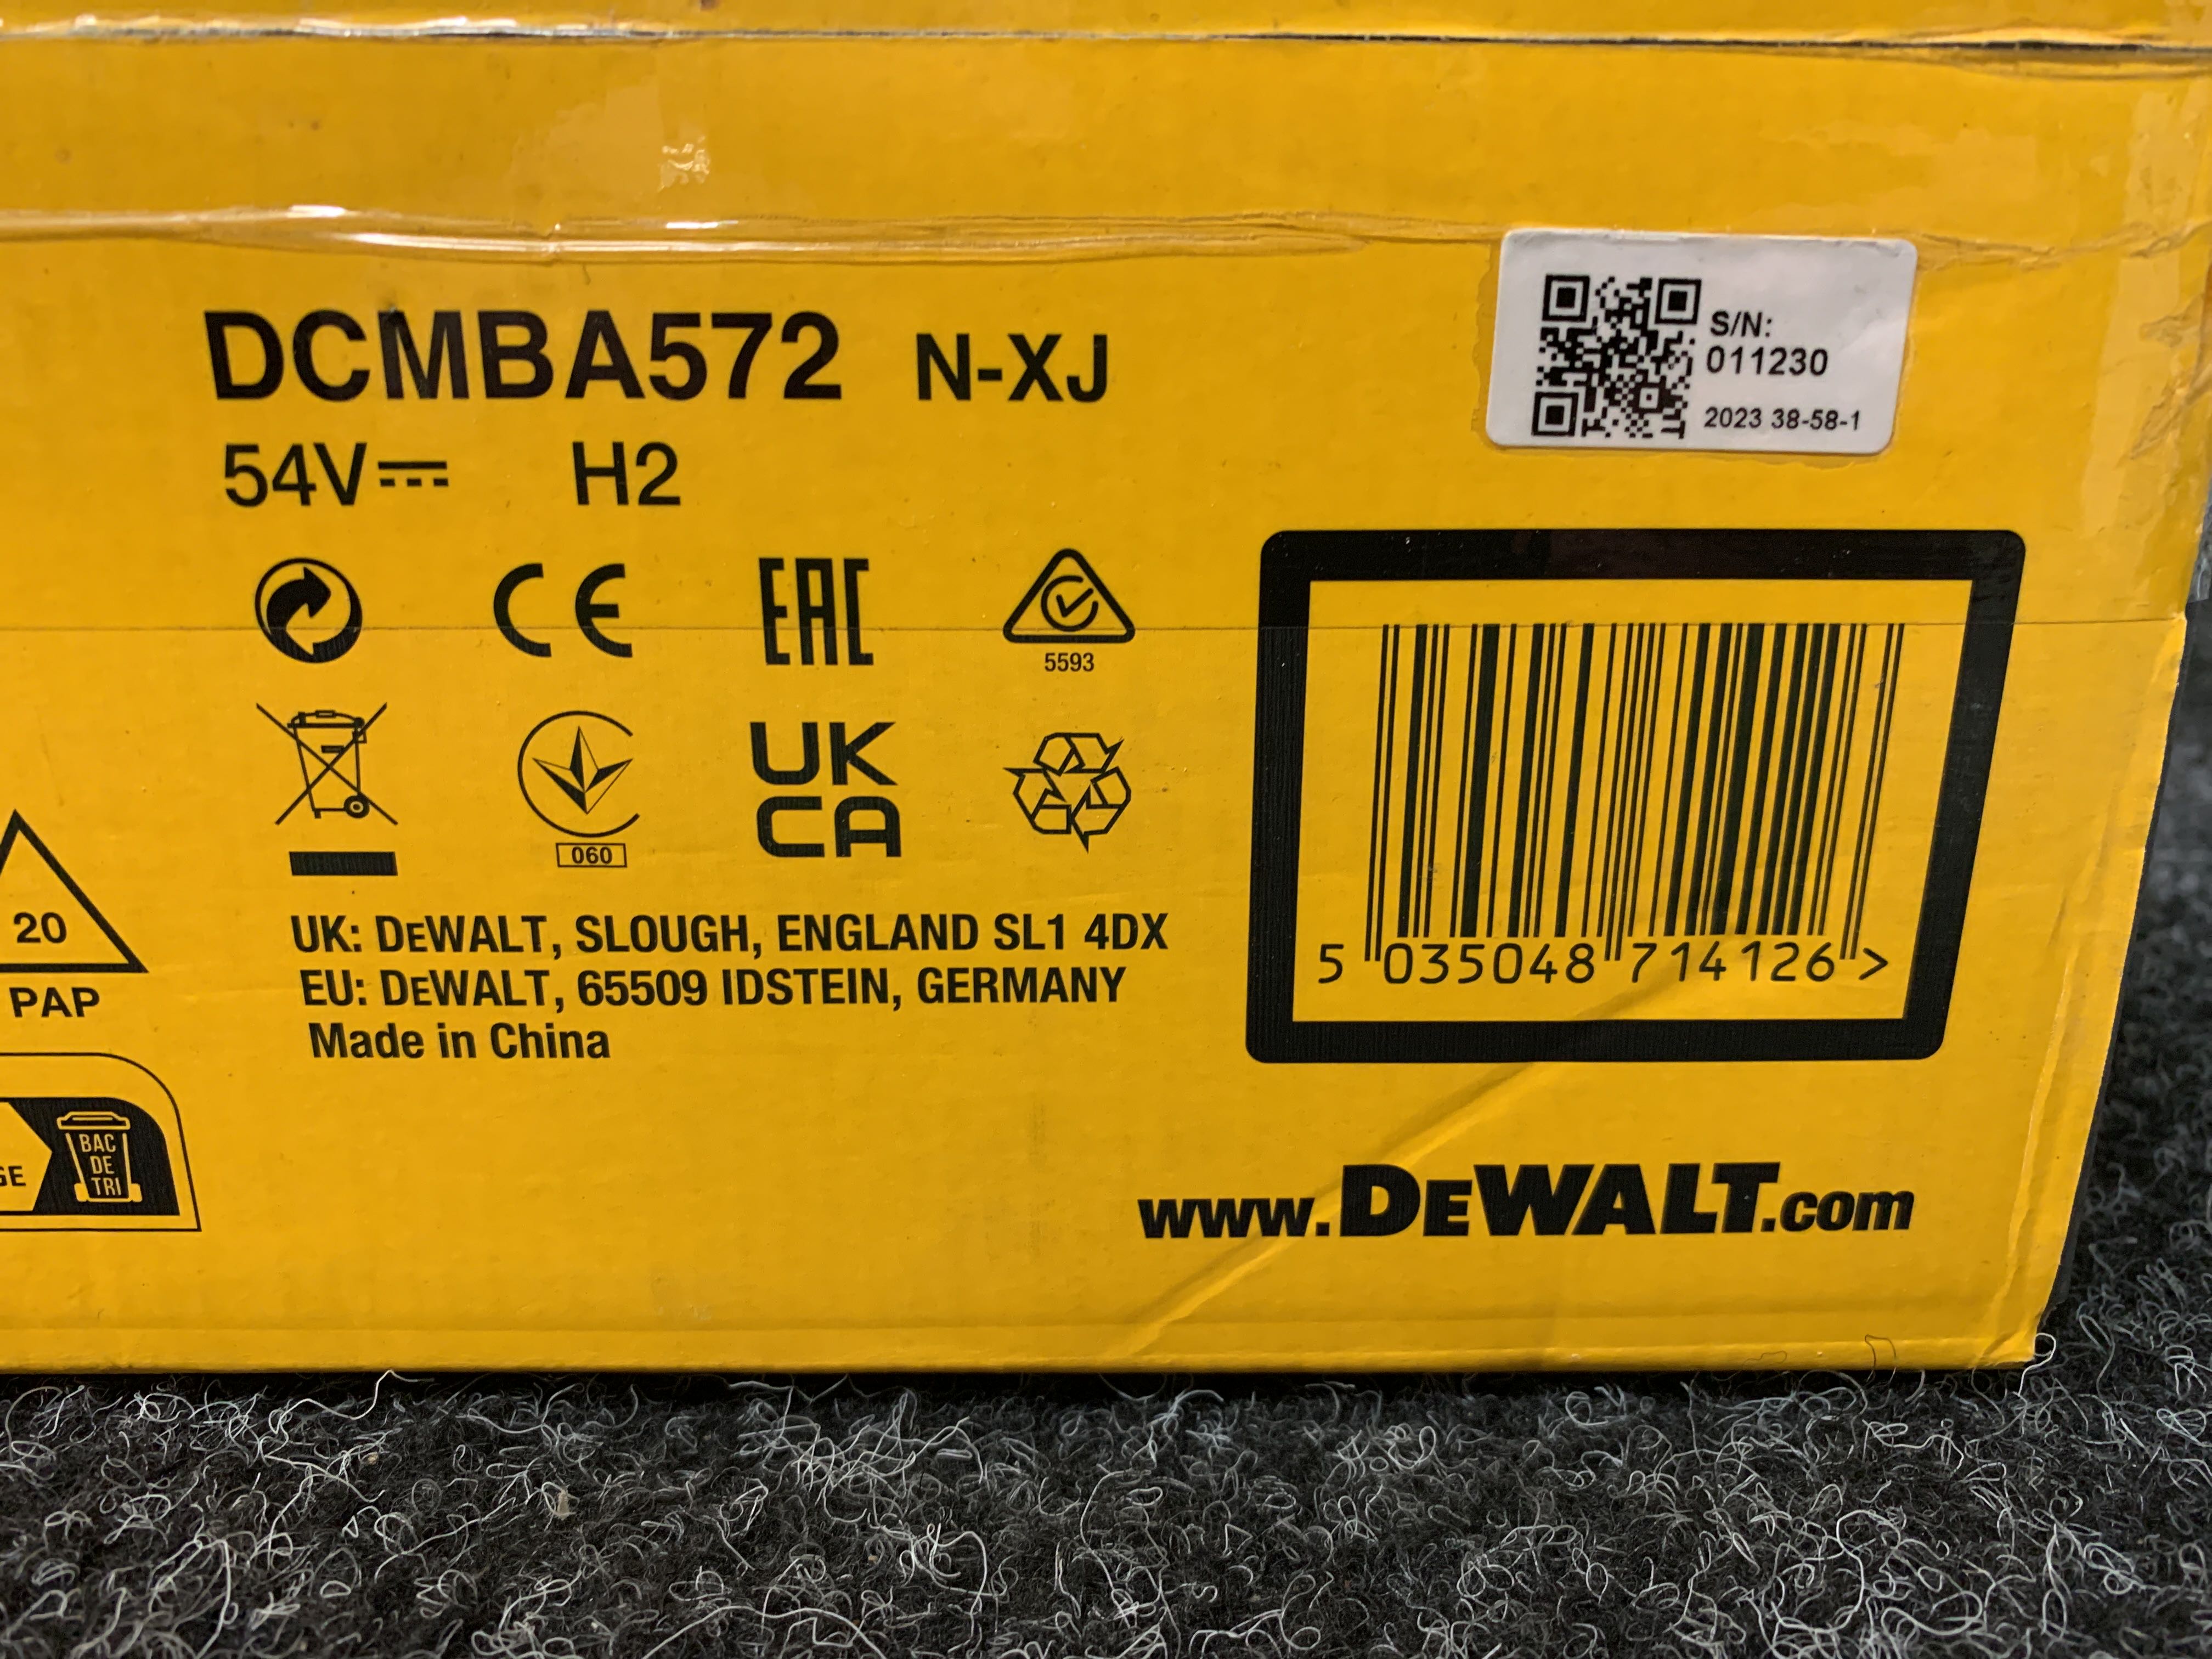 DCMBA572 N-XJ
54V H2
S/N:
011230
2023 38-58-1
CE
EAC
5593
060
UK
CA
20
PAP
UK: DEWALT, SLOUGH, ENGLAND SL1 4DX
EU: DEWALT, 65509 IDSTEIN, GERMANY
Made in China
5 035048 714126 >
BAC
DE
TRI
www.DEWALT.com